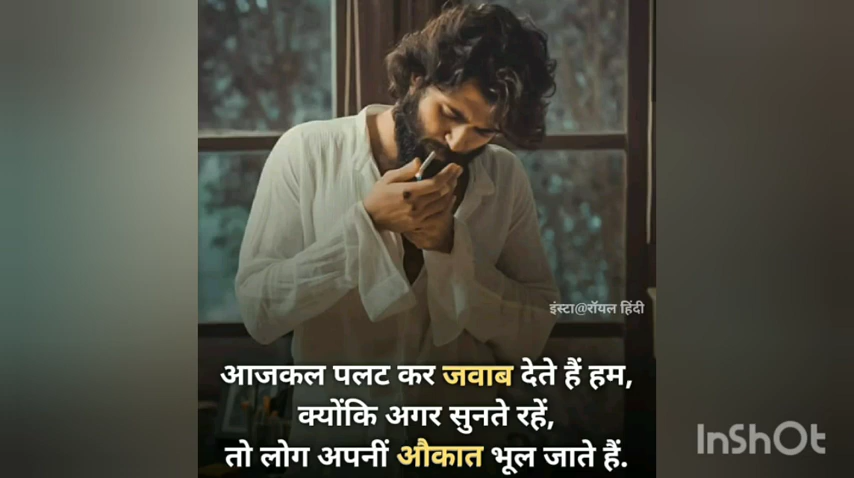 इंस्टा@रॉयल हिंदी
आजकल पलट कर जवाब देते हैं हम,
क्योंकि अगर सुनते रहें,
तो लोग अपनीं औकात भूल जाते हैं.
InShOt